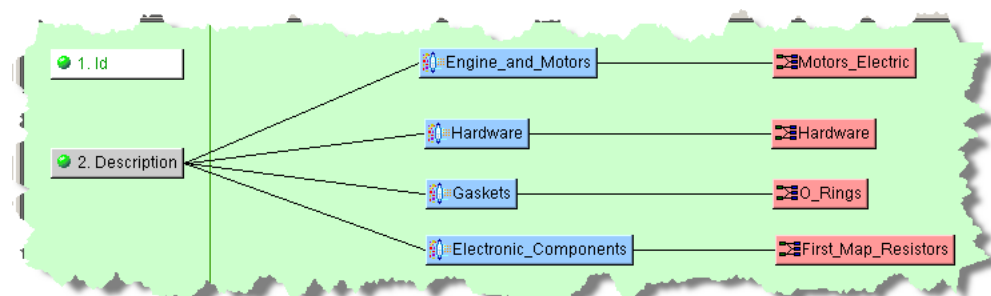 1. Id
Engine_and_Motors
Motors_Electric
Hardware
Hardware
2. Description
Gaskets
O_Rings
Electronic_Components
First_Map_Resistors